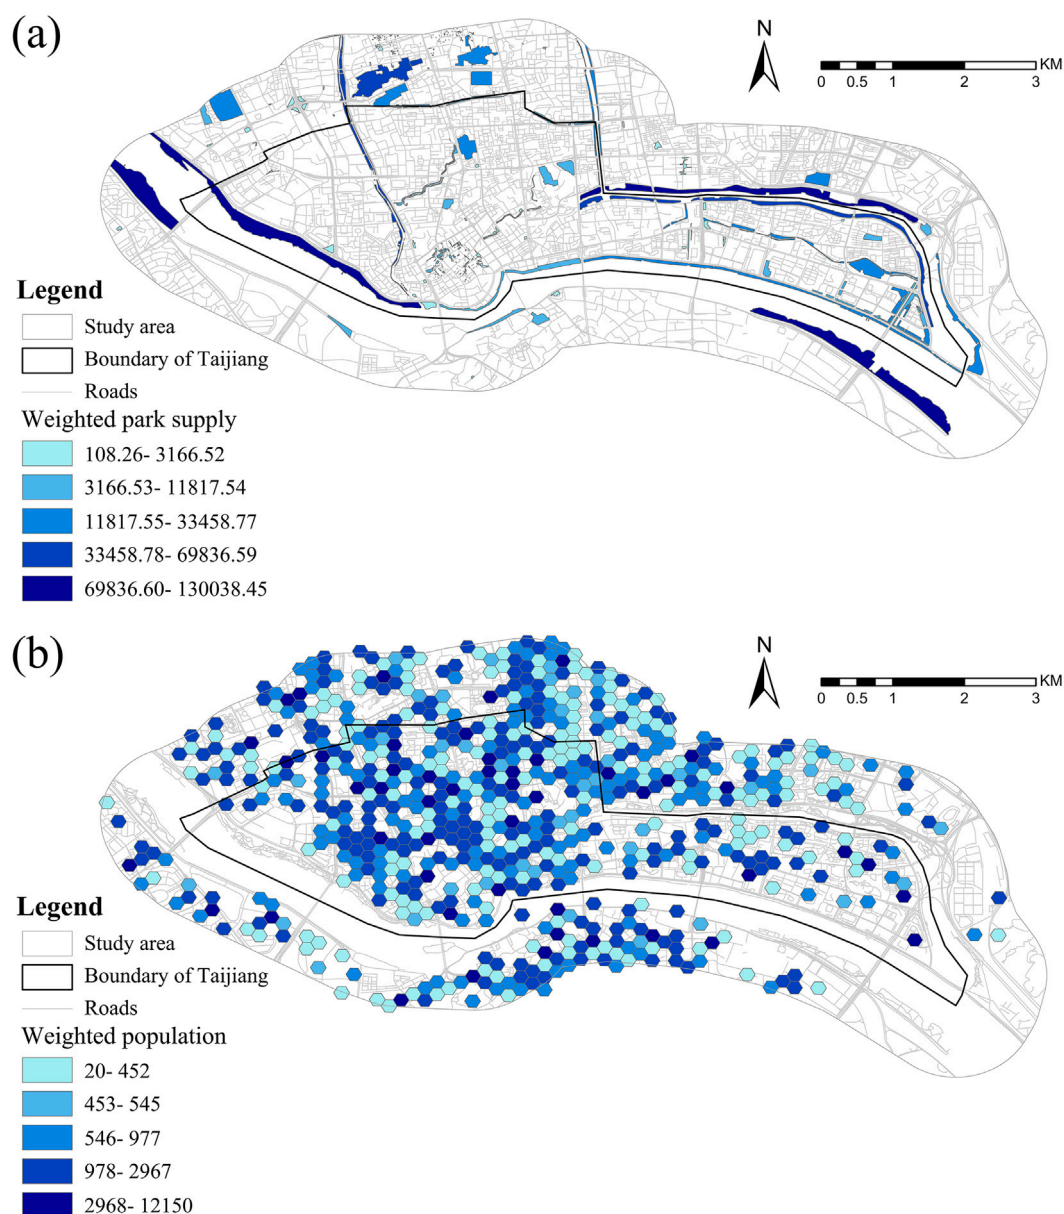 (a)
N
0 0.5 1 2 3 KM
Legend
Study area
Boundary of Taijiang
Roads
Weighted park supply
108.26- 3166.52
3166.53- 11817.54
11817.55- 33458.77
33458.78- 69836.59
69836.60- 130038.45
(b)
N
0 0.5 1 2 3 KM
Legend
Study area
Boundary of Taijiang
Roads
Weighted population
20- 452
453- 545
546- 977
978- 2967
2968- 12150